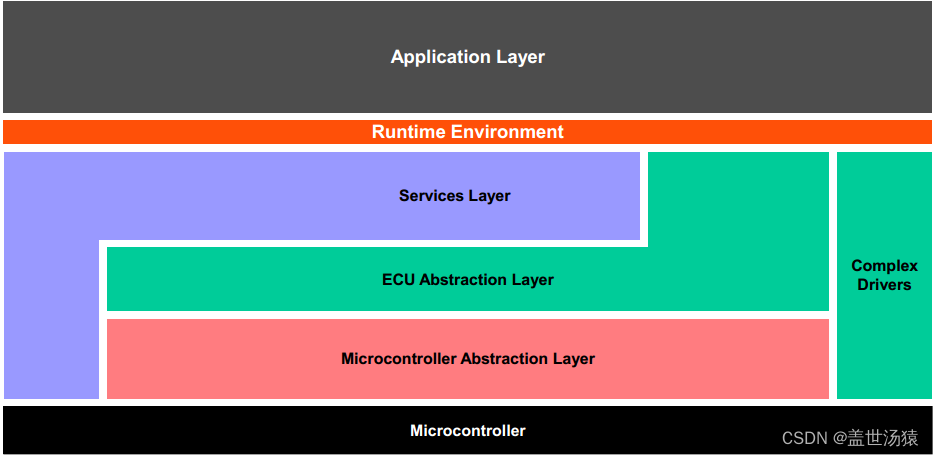 Application Layer
Runtime Environment
Services Layer
ECU Abstraction Layer
Complex
Drivers
Microcontroller Abstraction Layer
Microcontroller
CSDN @盖世汤猿